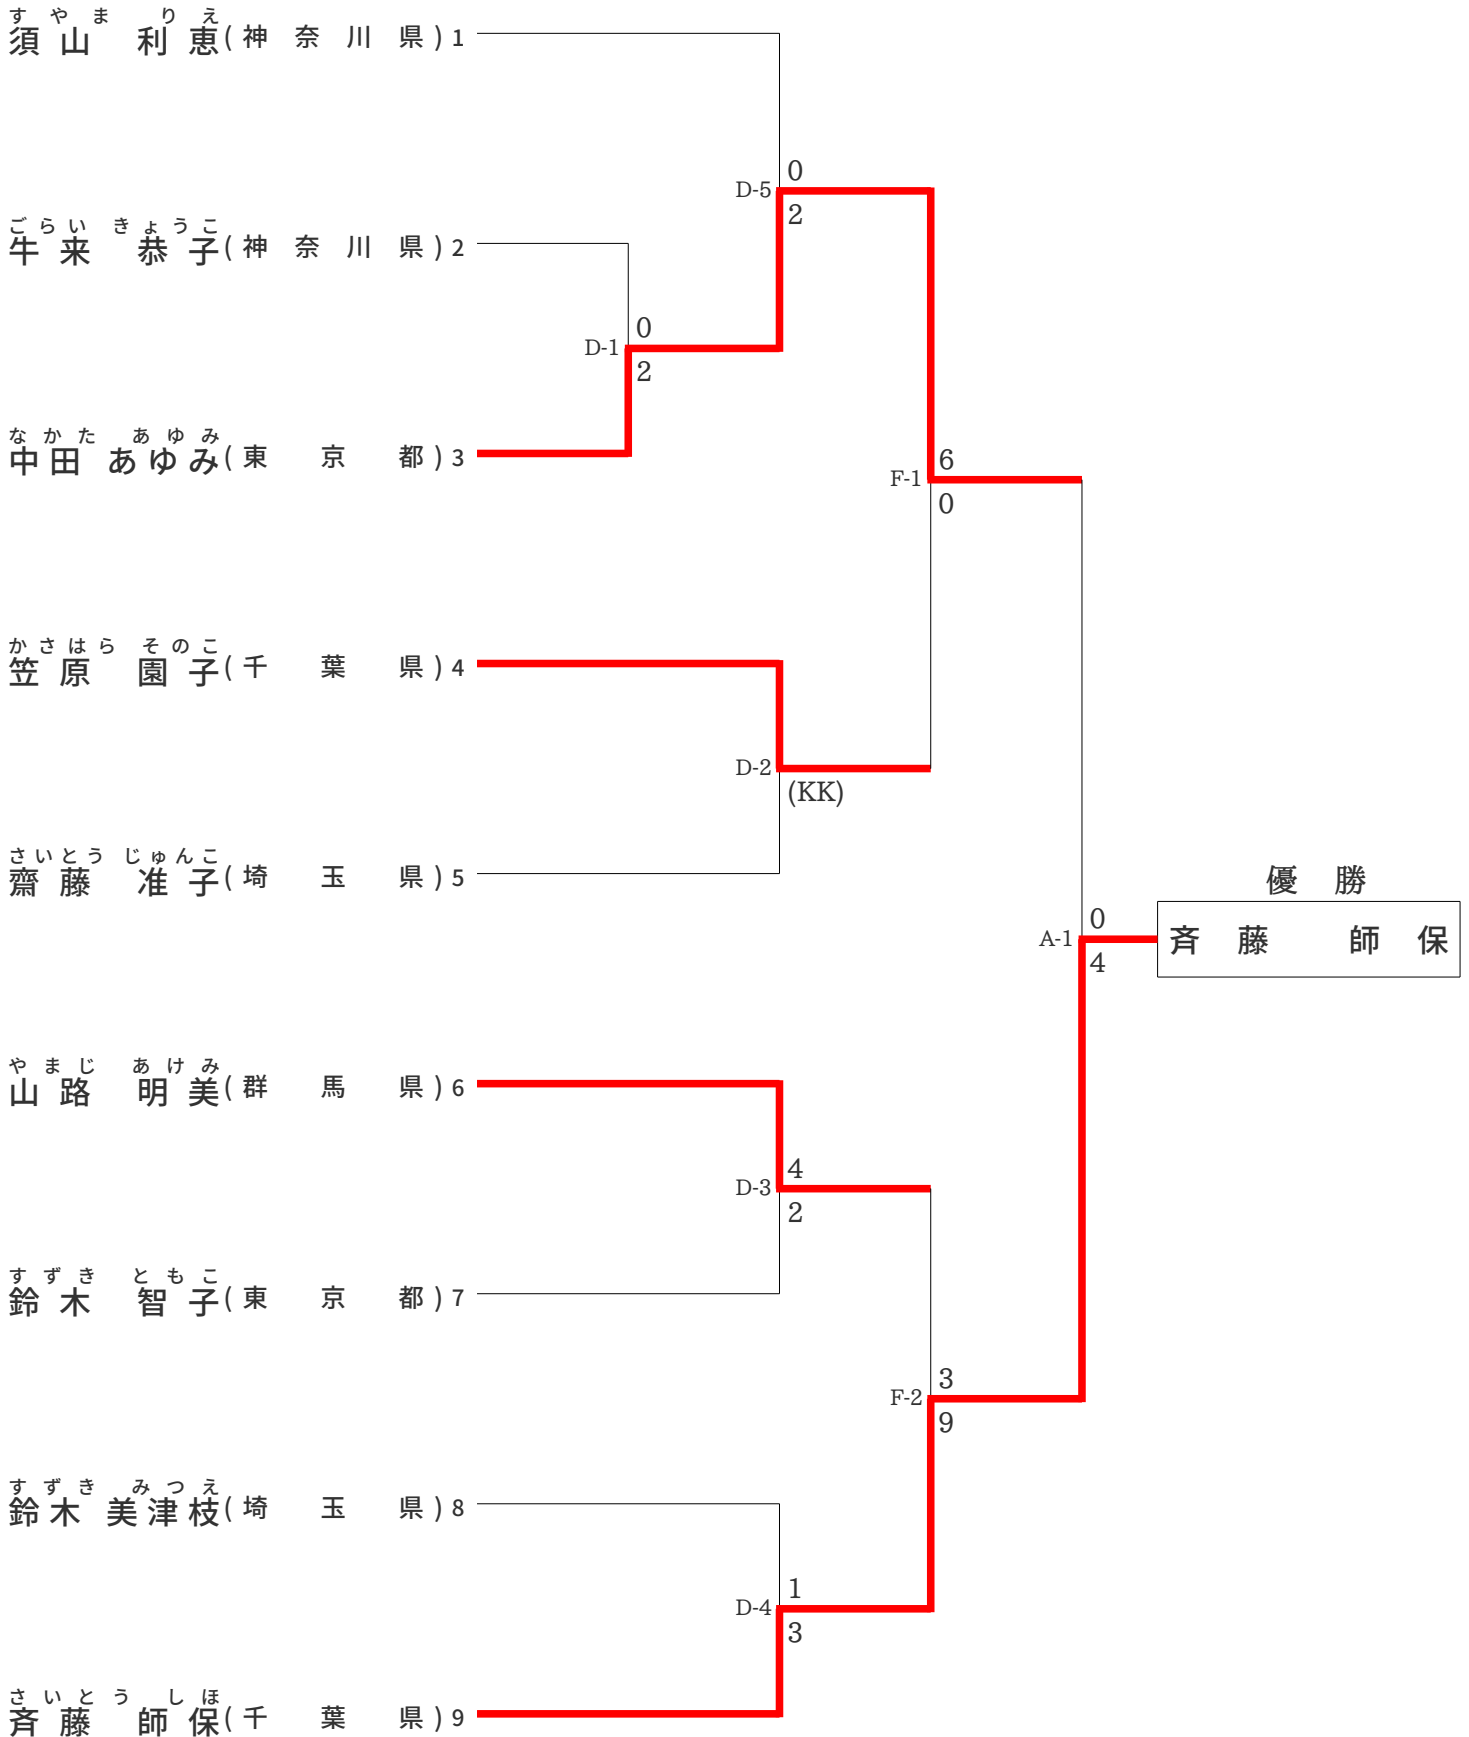 すやま りえ
須山 利恵(神奈川県)1
0
D-5
2
ごらい きょうこ
牛来 恭子(神奈川県)2
0
D-1
2
なかた あゆみ
中田 あゆみ(東京都)3
6
F-1
0
かさはら そのこ
笠原 園子(千葉県)4
D-2
(KK)
さいとう じゅんこ
齋藤 准子(埼玉県)5
優勝
0
A-1
斉藤 師保
4
やまじ あけみ
山路 明美(群馬県)6
4
D-3
2
すずき ともこ
鈴木 智子(東京都)7
3
F-2
9
すずき みつえ
鈴木 美津枝(埼玉県)8
1
D-4
3
さいとう しほ
斉藤 師保(千葉県)9